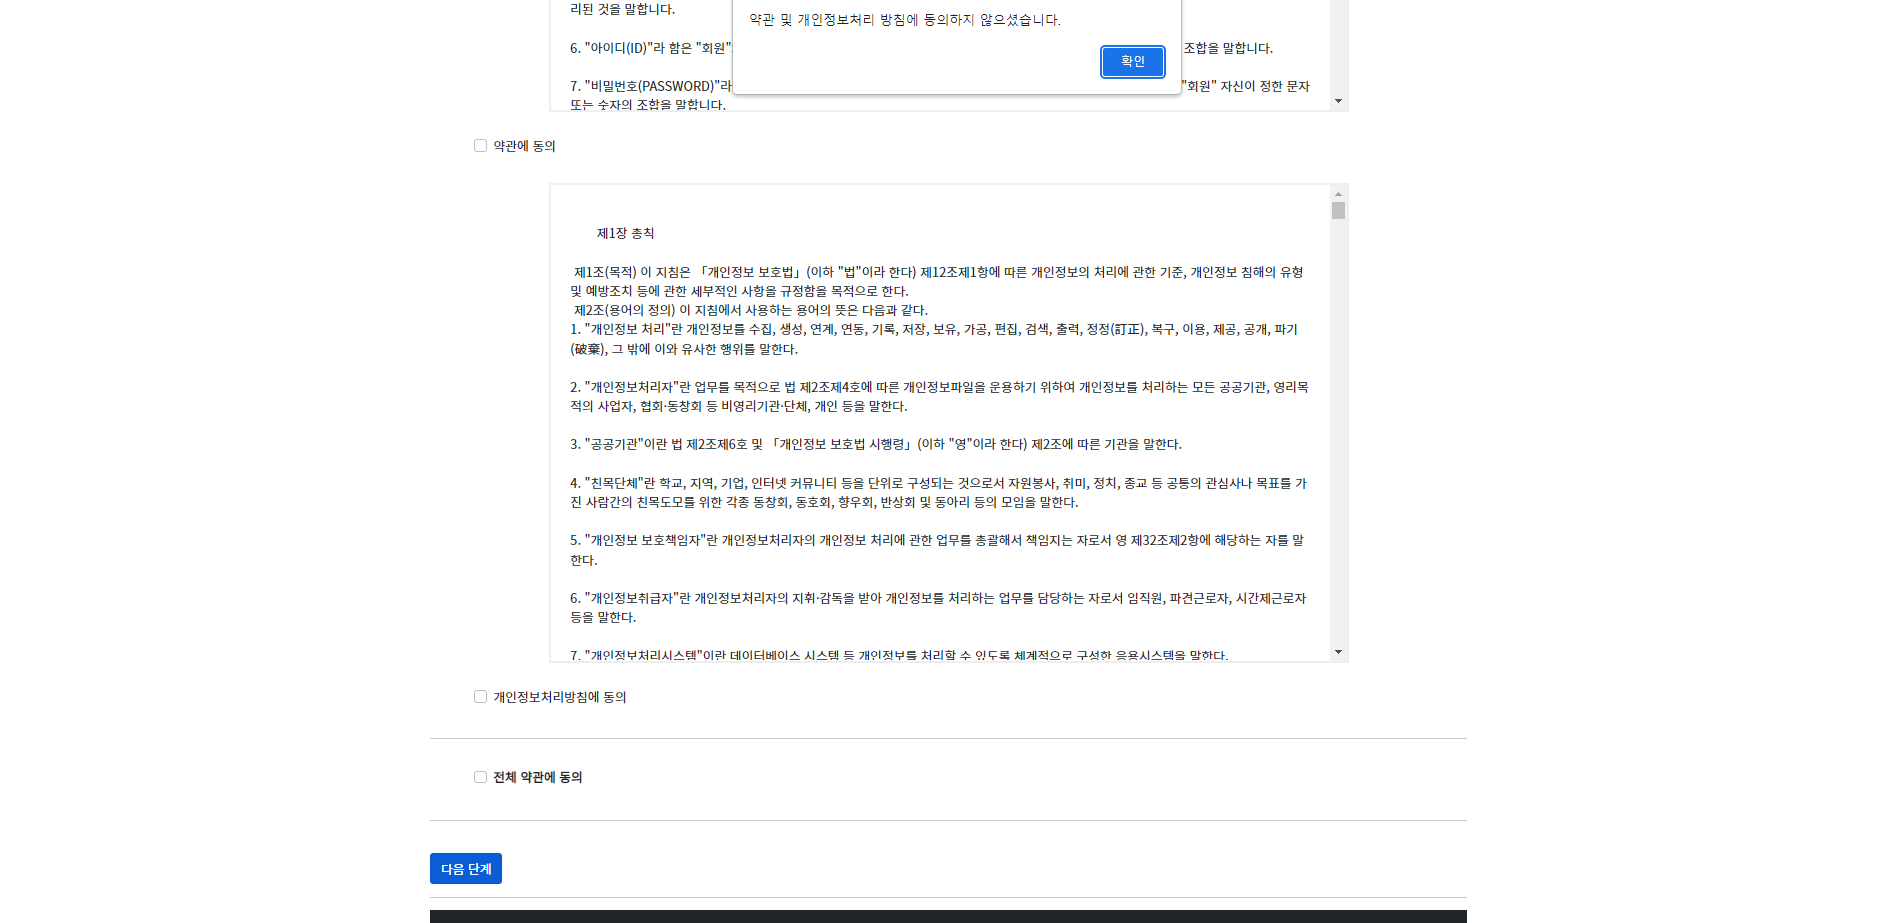 리된 것을 말합니다.
약관 및 개인정보처리 방침에 동의하지 않으셨습니다.
6. "아이디(ID)"라 함은 "회원" 조합을 말합니다.
확인
7. "비밀번호(PASSWORD)"라 "회원" 자신이 정한 문자
또는 숫자의 조합을 말합니다.
약관에 동의
제1장 총칙
제1조(목적) 이 지침은 「개인정보 보호법」(이하 "법"이라 한다) 제12조제1항에 따른 개인정보의 처리에 관한 기준, 개인정보 침해의 유형
및 예방조치 등에 관한 세부적인 사항을 규정함을 목적으로 한다.
제2조(용어의 정의) 이 지침에서 사용하는 용어의 뜻은 다음과 같다.
1. "개인정보 처리"란 개인정보를 수집, 생성, 연계, 연동, 기록, 저장, 보유, 가공, 편집, 검색, 출력, 정정(訂正), 복구, 이용, 제공, 공개, 파기
(破棄), 그 밖에 이와 유사한 행위를 말한다.
2. "개인정보처리자"란 업무를 목적으로 법 제2조제4호에 따른 개인정보파일을 운용하기 위하여 개인정보를 처리하는 모든 공공기관, 영리목
적의 사업자, 협회·동창회 등 비영리기관·단체, 개인 등을 말한다.
3. "공공기관"이란 법 제2조제6호 및 「개인정보 보호법 시행령」(이하 "영"이라 한다) 제2조에 따른 기관을 말한다.
4. "친목단체"란 학교, 지역, 기업, 인터넷 커뮤니티 등을 단위로 구성되는 것으로서 자원봉사, 취미, 정치, 종교 등 공통의 관심사나 목표를 가
진 사람간의 친목도모를 위한 각종 동창회, 동호회, 향우회, 반상회 및 동아리 등의 모임을 말한다.
5. "개인정보 보호책임자"란 개인정보처리자의 개인정보 처리에 관한 업무를 총괄해서 책임지는 자로서 영 제32조제2항에 해당하는 자를 말
한다.
6. "개인정보취급자"란 개인정보처리자의 지휘·감독을 받아 개인정보를 처리하는 업무를 담당하는 자로서 임직원, 파견근로자, 시간제근로자
등을 말한다.
7. "개인정보처리시스템"이란 데이터베이스 시스템 등 개인정보를 처리할 수 있도록 체계적으로 구성한 응용시스템을 말한다.
개인정보처리방침에 동의
전체 약관에 동의
다음 단계